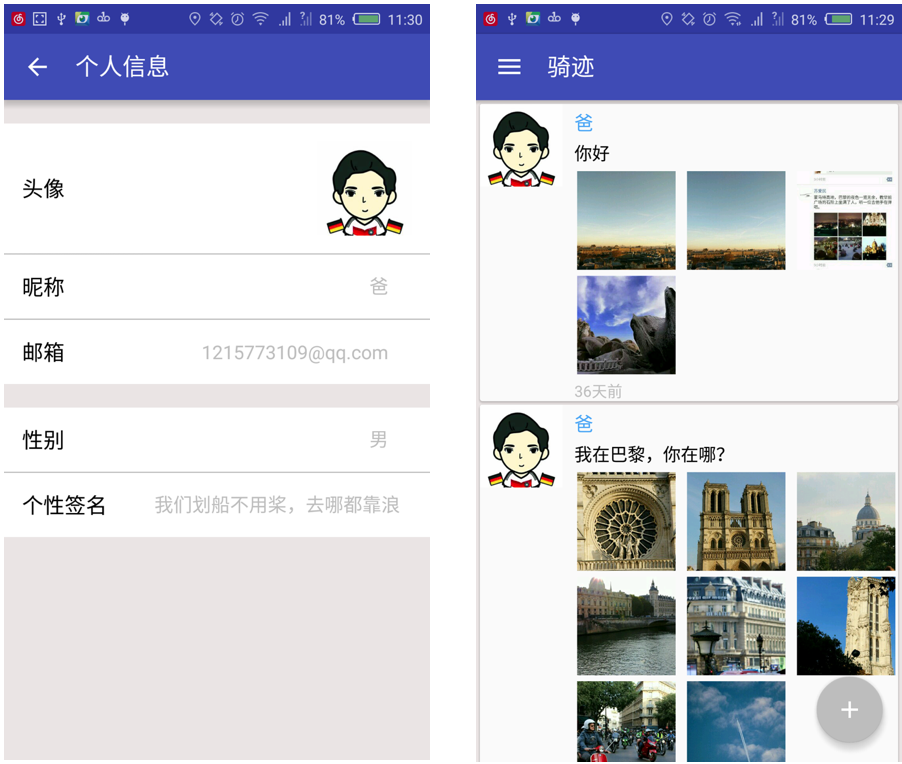 81% 11:30
个人信息
头像
昵称 爸
邮箱 1215773109@qq.com
性别 男
个性签名 我们划船不用桨，去哪都靠浪
81% 11:29
骑迹
爸
你好
36天前
爸
我在巴黎，你在哪？